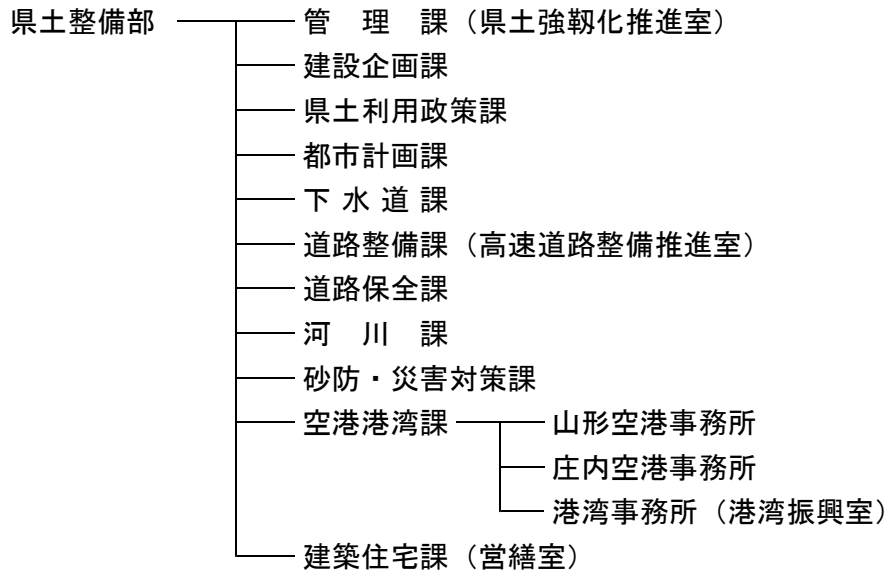 県土整備部 管理課（県土強靱化推進室）
建設企画課
県土利用政策課
都市計画課
下水道課
道路整備課（高速道路整備推進室）
道路保全課
河川課
砂防・災害対策課
空港港湾課 山形空港事務所
庄内空港事務所
港湾事務所（港湾振興室）
建築住宅課（営繕室）